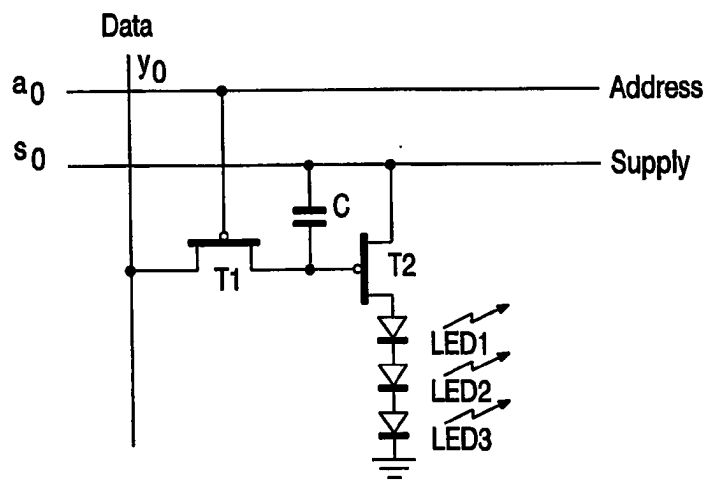 Data
y0
a0
Address
s0
Supply
C
T1
T2
LED1
LED2
LED3